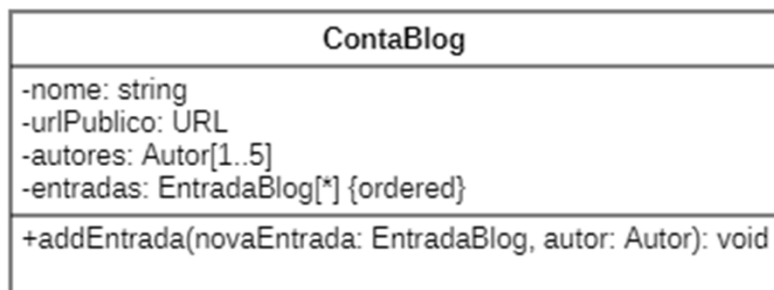 ContaBlog
-nome: string
-urlPublico: URL
-autores: Autor[1..5]
-entradas: EntradaBlog[*] {ordered}
+addEntrada(novaEntrada: EntradaBlog, autor: Autor): void